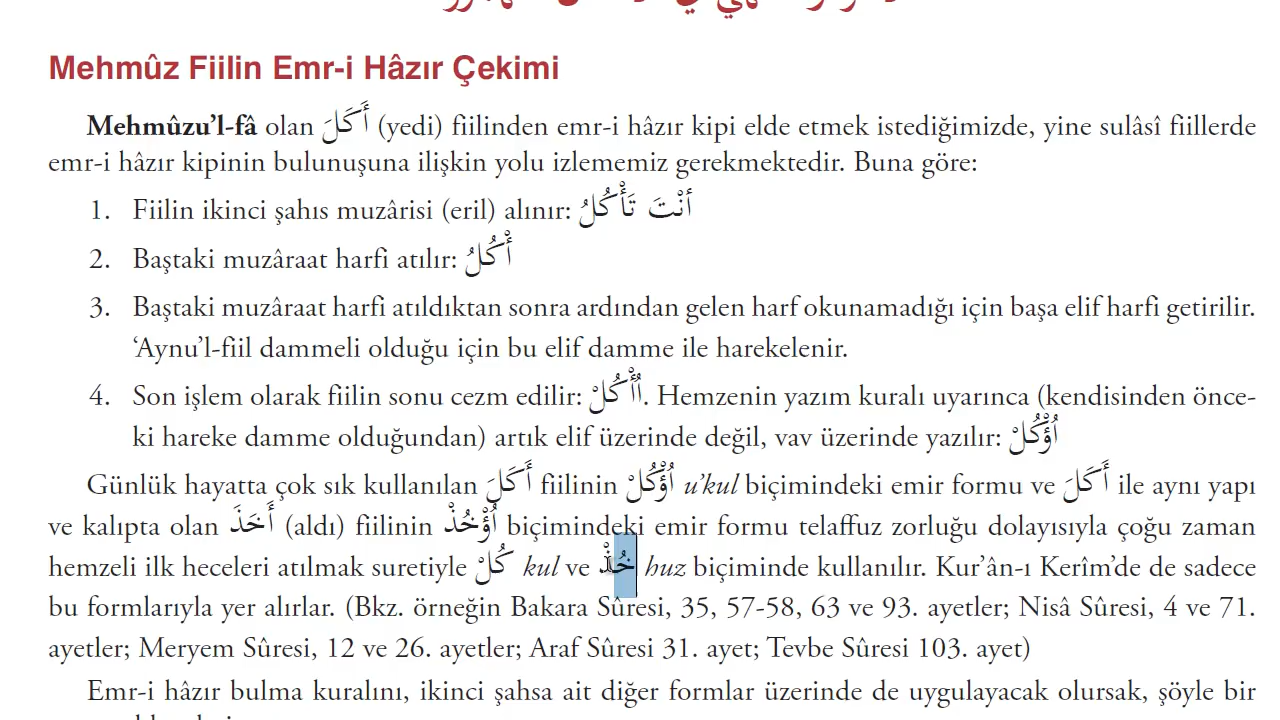 Mehmûz Fiilin Emr-i Hâzır Çekimi
Mehmûzu’l-fâ olan أَكَلَ (yedi) fiilinden emr-i hâzır kipi elde etmek istediğimizde, yine sulâsî fiillerde
emr-i hâzır kipinin bulunuşuna ilişkin yolu izlememiz gerekmektedir. Buna göre:
1. Fiilin ikinci şahıs muzârisi (eril) alınır: أنْتَ تَأْكُلُ
2. Baştaki muzâraat harfi atılır: أْكُلُ
3. Baştaki muzâraat harfi atıldıktan sonra ardından gelen harf okunamadığı için başa elif harfi getirilir.
‘Aynu’l-fiil dammeli olduğu için bu elif damme ile harekelenir.
4. Son işlem olarak fiilin sonu cezm edilir: اُأْكُلْ. Hemzenin yazım kuralı uyarınca (kendisinden önce-
ki hareke damme olduğundan) artık elif üzerinde değil, vav üzerinde yazılır: اُؤْكُلْ
Günlük hayatta çok sık kullanılan أَكَلَ fiilinin اُؤْكُلْ u’kul biçimindeki emir formu ve أَكَلَ ile aynı yapı
ve kalıpta olan أَخَذَ (aldı) fiilinin اُؤْخُذْ biçimindeki emir formu telaffuz zorluğu dolayısıyla çoğu zaman
hemzeli ilk heceleri atılmak suretiyle كُلْ kul ve خُذْ huz biçiminde kullanılır. Kur’ân-ı Kerîm’de de sadece
bu formlarıyla yer alırlar. (Bkz. örneğin Bakara Sûresi, 35, 57-58, 63 ve 93. ayetler; Nisâ Sûresi, 4 ve 71.
ayetler; Meryem Sûresi, 12 ve 26. ayetler; Araf Sûresi 31. ayet; Tevbe Sûresi 103. ayet)
Emr-i hâzır bulma kuralını, ikinci şahsa ait diğer formlar üzerinde de uygulayacak olursak, şöyle bir